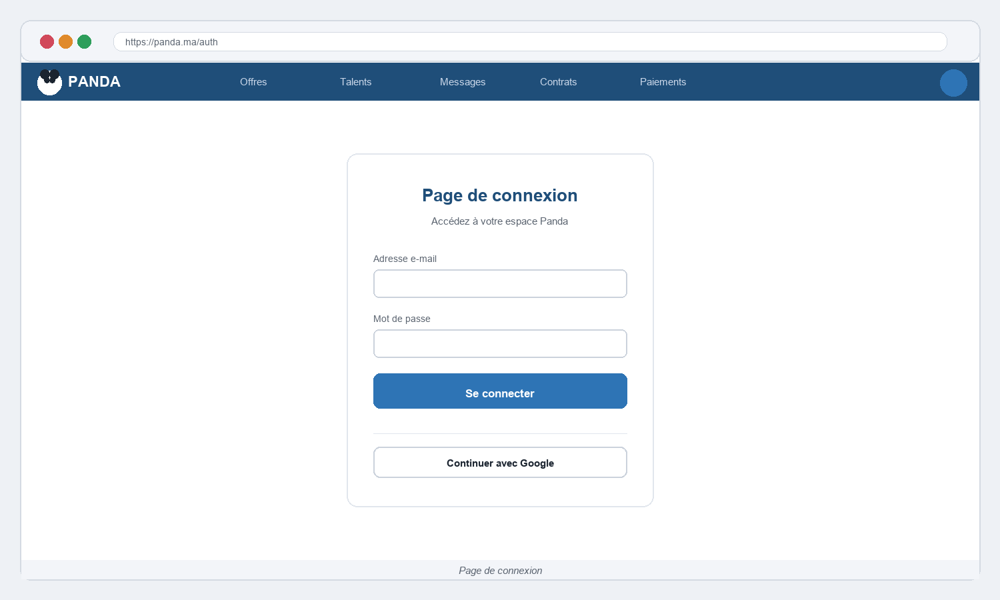 https://panda.ma/auth
PANDA Offres Talents Messages Contrats Paiements
Page de connexion
Accédez à votre espace Panda
Adresse e-mail
Mot de passe
Se connecter
Continuer avec Google
Page de connexion